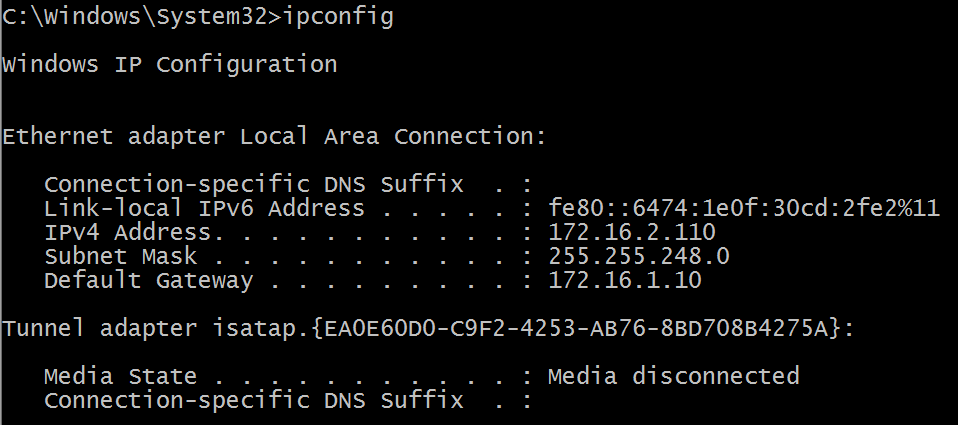 C:\Windows\System32>ipconfig
Windows IP Configuration
Ethernet adapter Local Area Connection:
Connection-specific DNS Suffix . :
Link-local IPv6 Address . . . . . : fe80::6474:1e0f:30cd:2fe2%11
IPv4 Address. . . . . . . . . . . : 172.16.2.110
Subnet Mask . . . . . . . . . . . : 255.255.248.0
Default Gateway . . . . . . . . . : 172.16.1.10
Tunnel adapter isatap.{EA0E60D0-C9F2-4253-AB76-8BD708B4275A}:
Media State . . . . . . . . . . . : Media disconnected
Connection-specific DNS Suffix . :